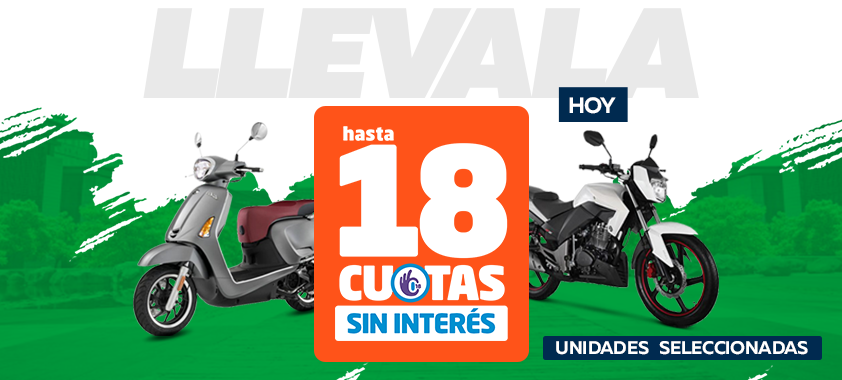 LLEVALA
HOY
hasta
18
CUOTAS
SIN INTERÉS
UNIDADES SELECCIONADAS